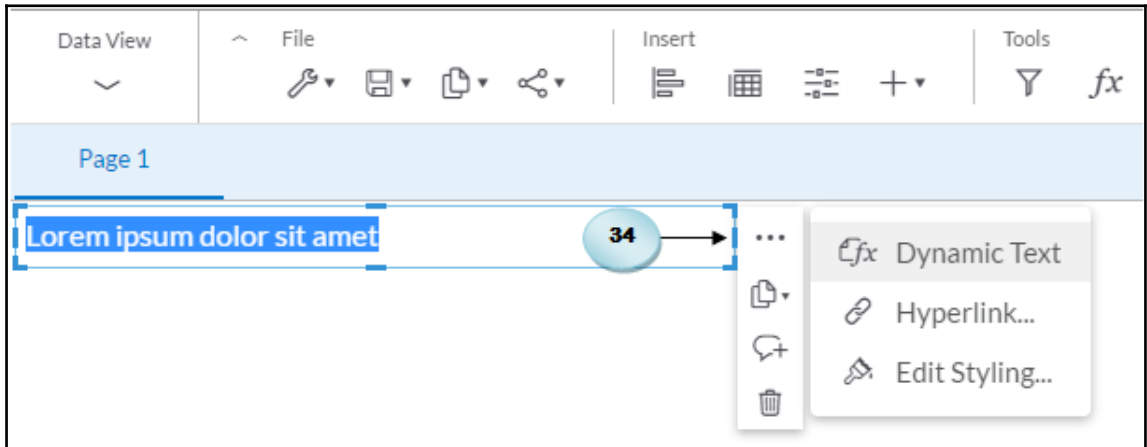 Data View File Insert Tools
fx
Page 1
Lorem ipsum dolor sit amet 34
fx Dynamic Text
Hyperlink...
Edit Styling...